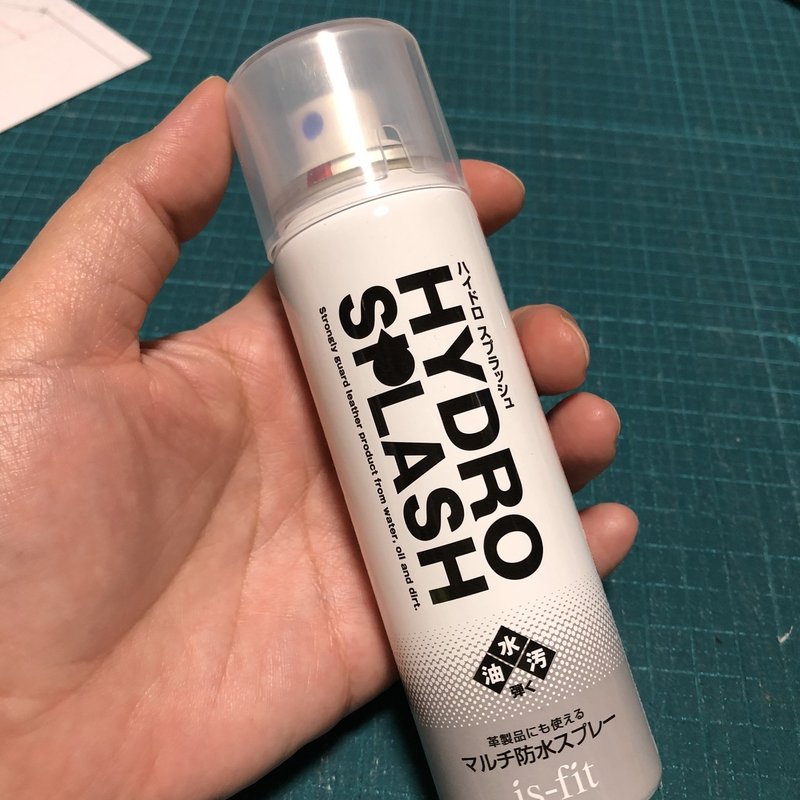 ハイドロ スプラッシュ
HYDRO
SPLASH
Strongly guard leather product from water, oil and dirt.
水
油 汚
弾く
革製品にも使える
マルチ防水スプレー
is-fit